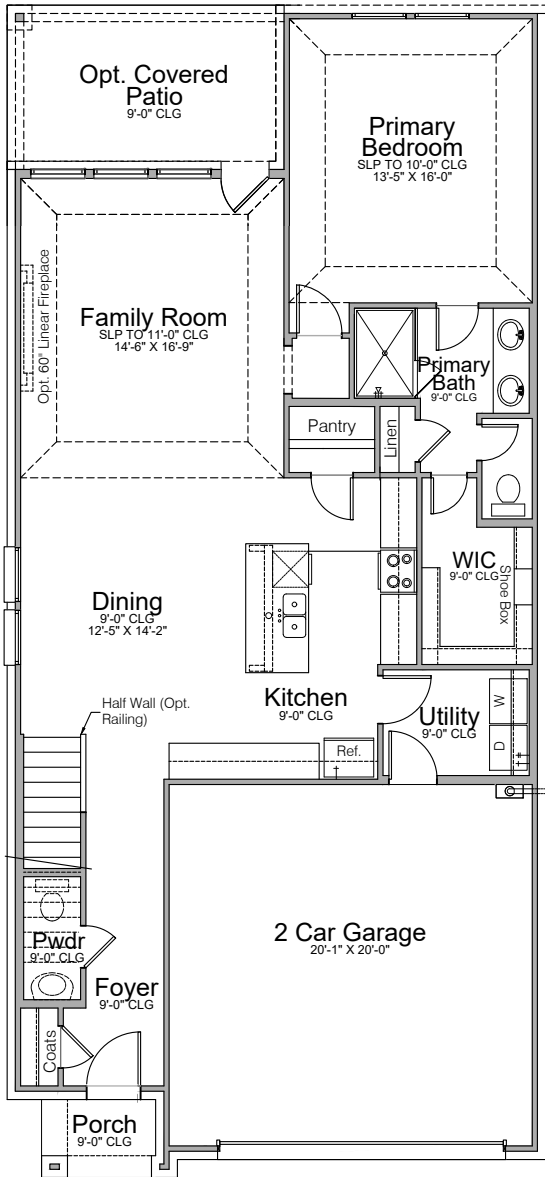 Opt. Covered
Patio
9'-0" CLG
Primary
Bedroom
SLP TO 10'-0" CLG
13'-5" X 16'-0"
Opt. 60" Linear Fireplace
Family Room
SLP TO 11'-0" CLG
14'-6" X 16'-9"
Primary
Bath
9'-0" CLG
Pantry
Linen
WIC
9'-0" CLG
Shoe Box
Dining
9'-0" CLG
12'-5" X 14'-2"
Kitchen
9'-0" CLG
Half Wall (Opt.
Railing)
Utility
9'-0" CLG
W
D
Ref.
2 Car Garage
20'-1" X 20'-0"
Pwdr
9'-0" CLG
Foyer
9'-0" CLG
Coats
Porch
9'-0" CLG